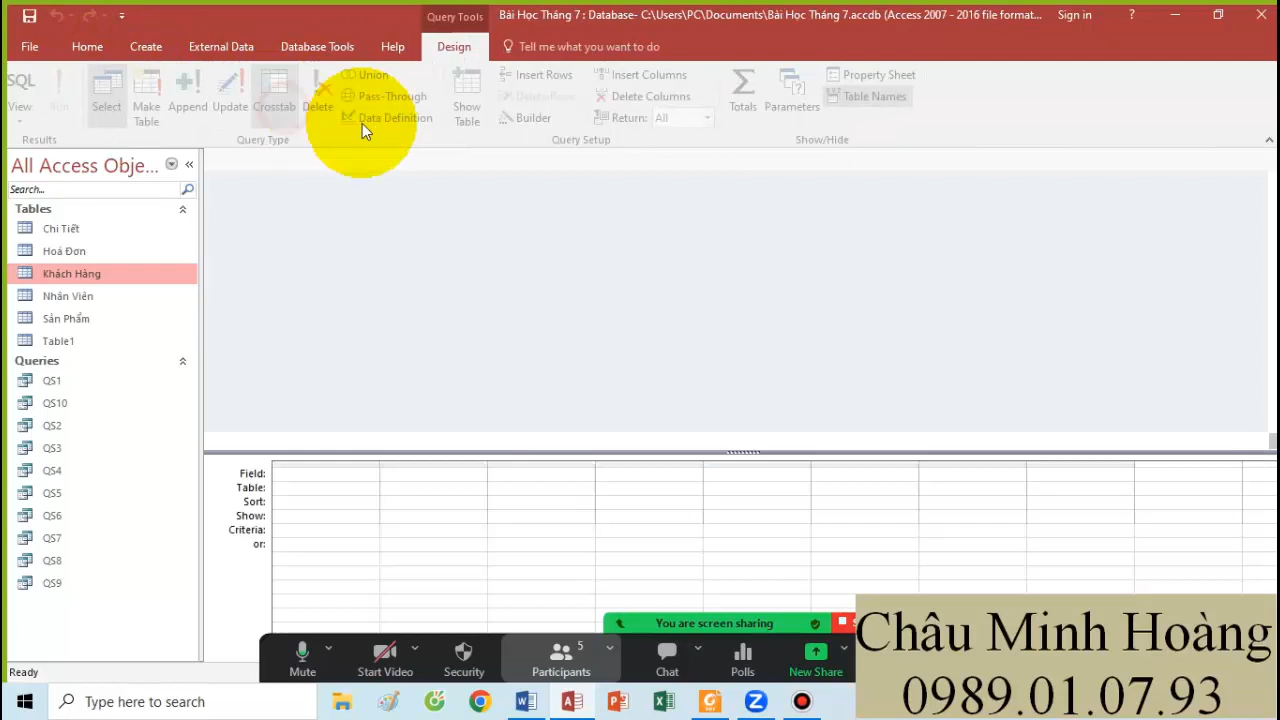 Query Tools
Bài Học Tháng 7 : Database- C:\Users\PC\Documents\Bài Học Tháng 7.accdb (Access 2007 - 2016 file format...
Sign in
?
File
Home
Create
External Data
Database Tools
Help
Design
Tell me what you want to do
SQL
View:
Run
Select
Make
Table
Append
Update
Crosstab
Delete
Union
Pass-Through
Data Definition
Show
Table
Insert Rows
Delete Rows
Builder
Insert Columns
Delete Columns
Return: All
Totals
Parameters
Property Sheet
Table Names
Results
Query Type
Query Setup
Show/Hide
All Access Obje...
Search...
Tables
Chi Tiết
Hoá Đơn
Khách Hàng
Nhân Viên
Sản Phẩm
Table1
Queries
QS1
QS10
QS2
QS3
QS4
QS5
QS6
QS7
QS8
QS9
Field:
Table:
Sort:
Show:
Criteria:
or:
You are screen sharing
Mute
Start Video
Security
5
Participants
Chat
Polls
New Share
Châu Minh Hoàng
0989.01.07.93
Ready
Type here to search